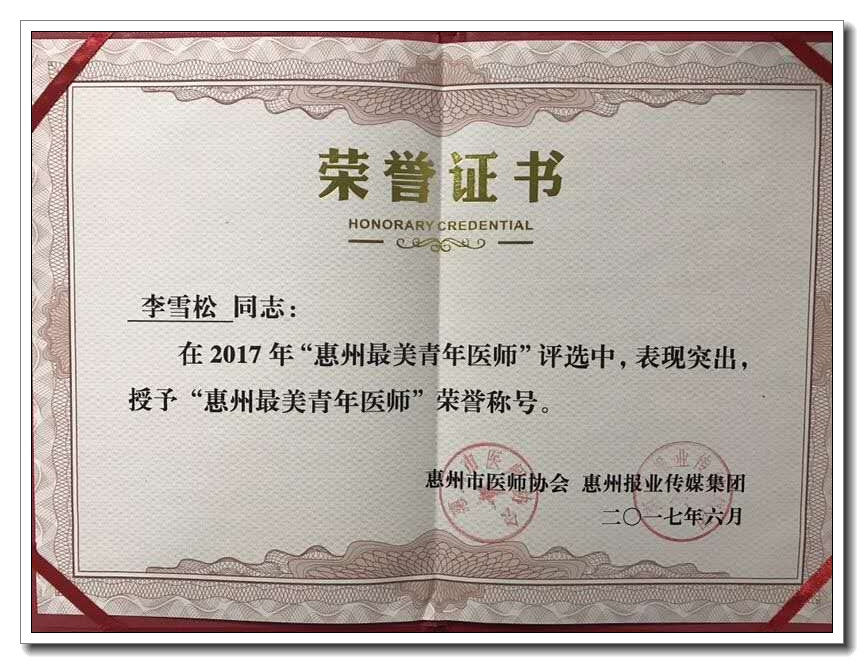 荣誉证书
HONORARY CREDENTIAL
李雪松 同志：
在 2017 年“惠州最美青年医师”评选中，表现突出，
授予“惠州最美青年医师”荣誉称号。
惠州市医师协会 惠州报业传媒集团
二〇一七年六月